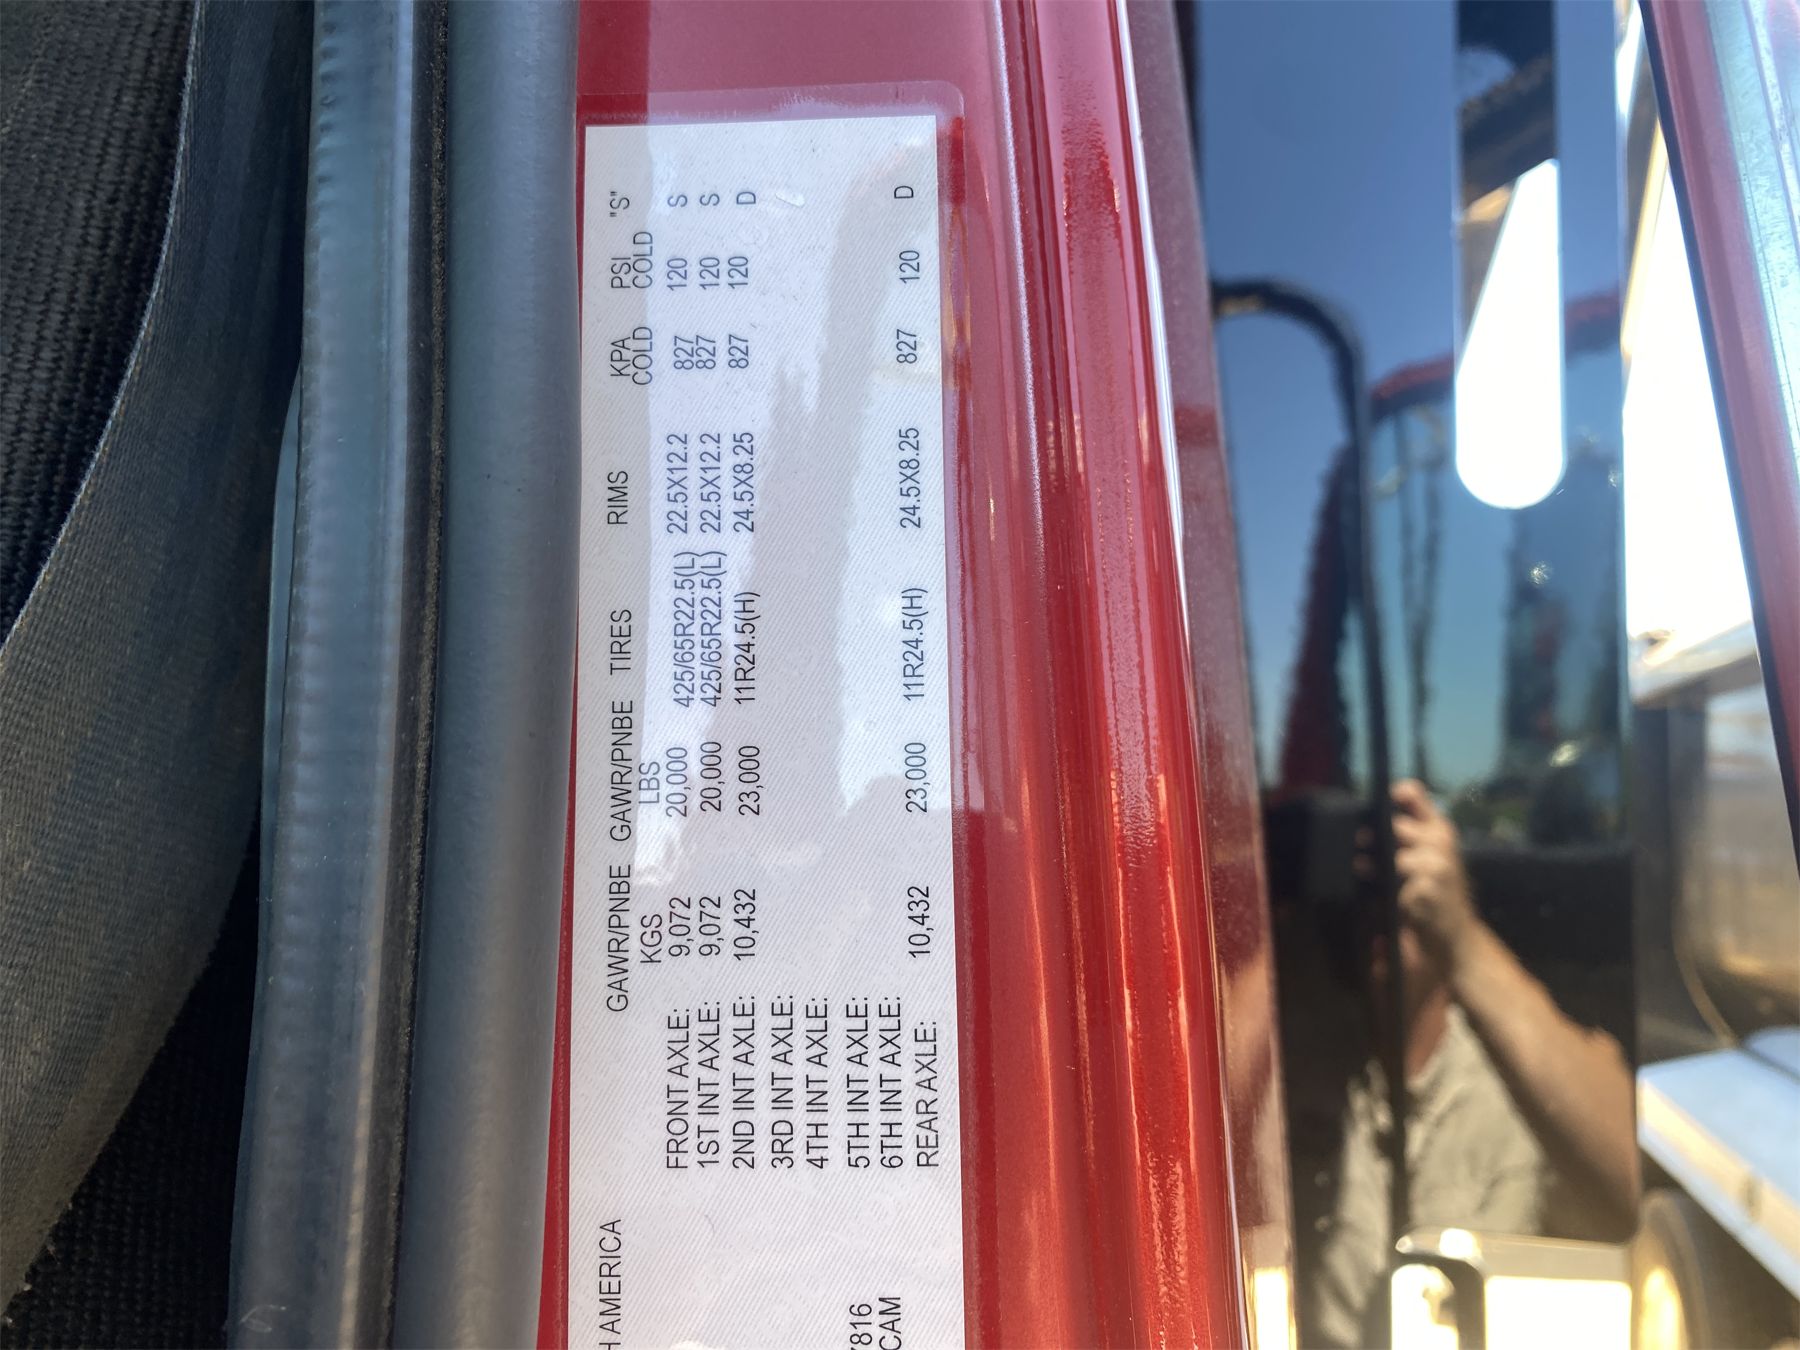 GAWR/PNBE GAWR/PNBE TIRES RIMS KPA PSI "S"
KGS LBS COLD COLD
FRONT AXLE: 9,072 20,000 425/65R22.5(L) 22.5X12.2 827 120 S
1ST INT AXLE: 9,072 20,000 425/65R22.5(L) 22.5X12.2 827 120 S
2ND INT AXLE: 10,432 23,000 11R24.5(H) 24.5X8.25 827 120 D
3RD INT AXLE:
4TH INT AXLE:
5TH INT AXLE:
6TH INT AXLE:
REAR AXLE: 10,432 23,000 11R24.5(H) 24.5X8.25 827 120 D
H AMERICA
7816
CAM